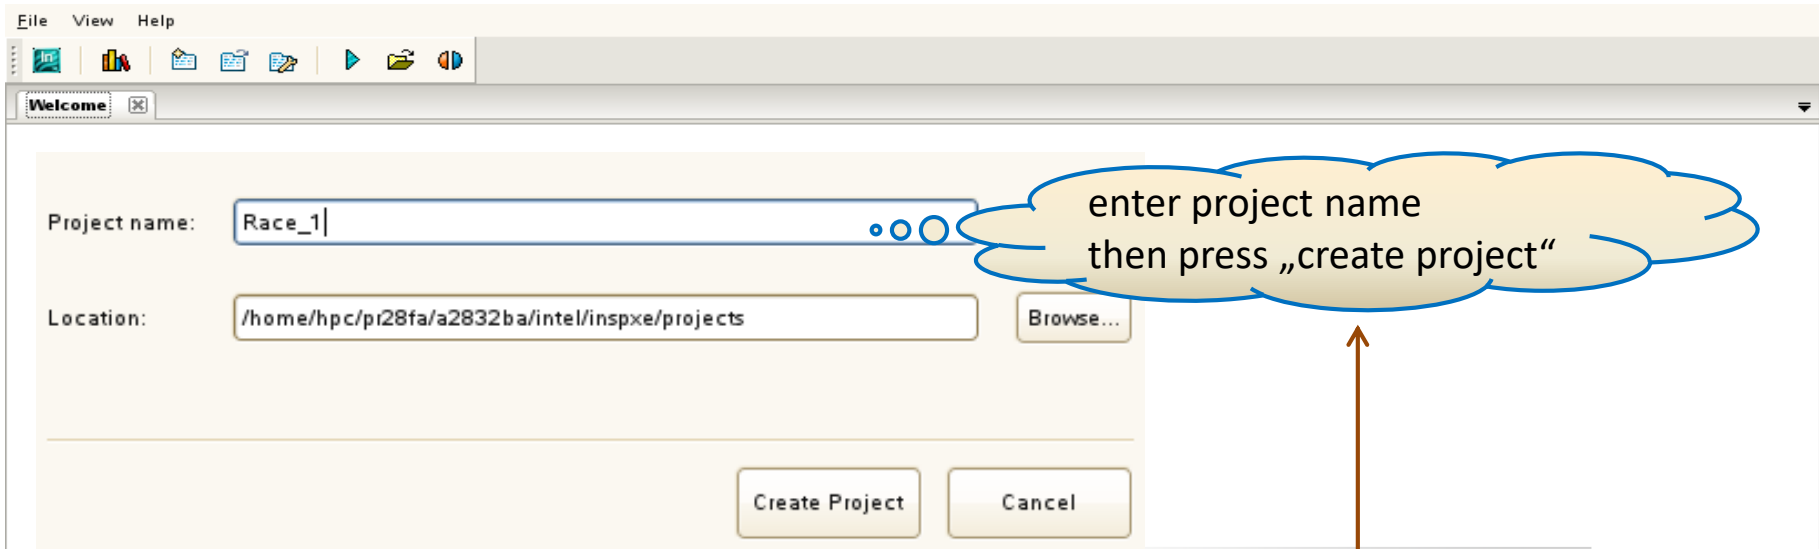 File View Help
Welcome
Project name: Race_1
enter project name
then press „create project“
Location: /home/hpc/pr28fa/a2832ba/intel/inspxe/projects Browse...
Create Project Cancel